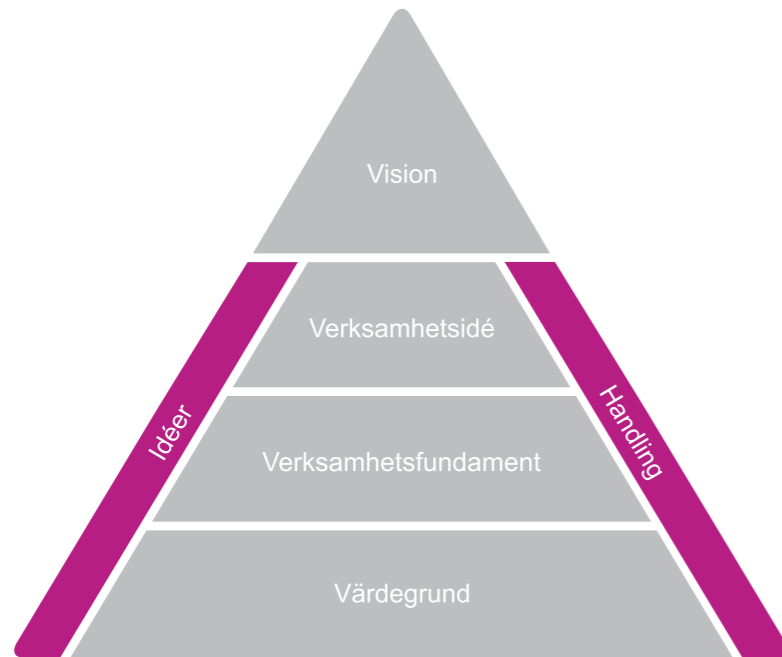 Vision
Verksamhetsidé
Idéer
Handling
Verksamhetsfundament
Värdegrund